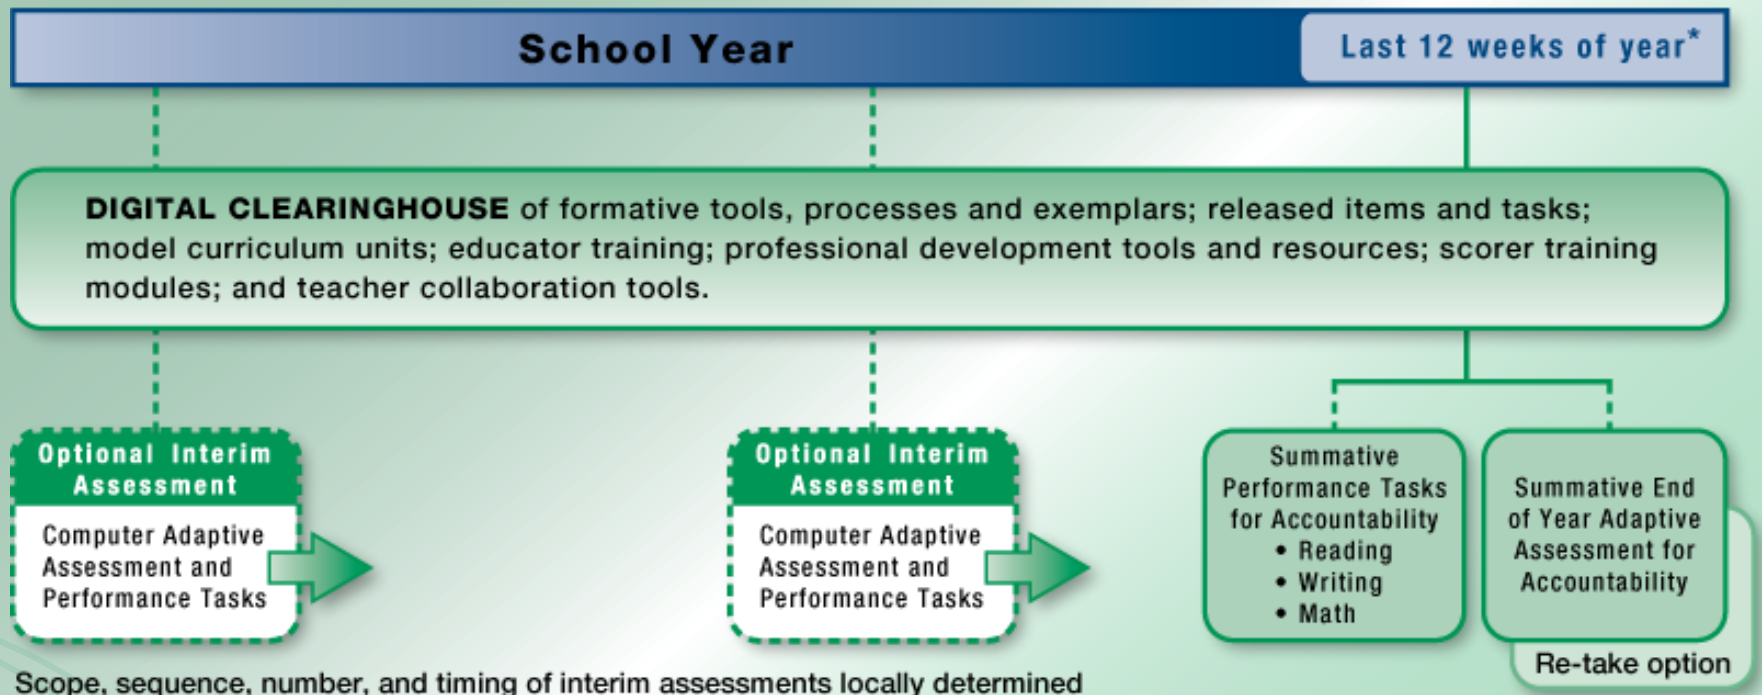 School Year
Last 12 weeks of year*
DIGITAL CLEARINGHOUSE of formative tools, processes and exemplars; released items and tasks;
model curriculum units; educator training; professional development tools and resources; scorer training
modules; and teacher collaboration tools.
Optional Interim
Assessment
Computer Adaptive
Assessment and
Performance Tasks
Optional Interim
Assessment
Computer Adaptive
Assessment and
Performance Tasks
Summative
Performance Tasks
for Accountability
• Reading
• Writing
• Math
Summative End
of Year Adaptive
Assessment for
Accountability
Re-take option
Scope, sequence, number, and timing of interim assessments locally determined